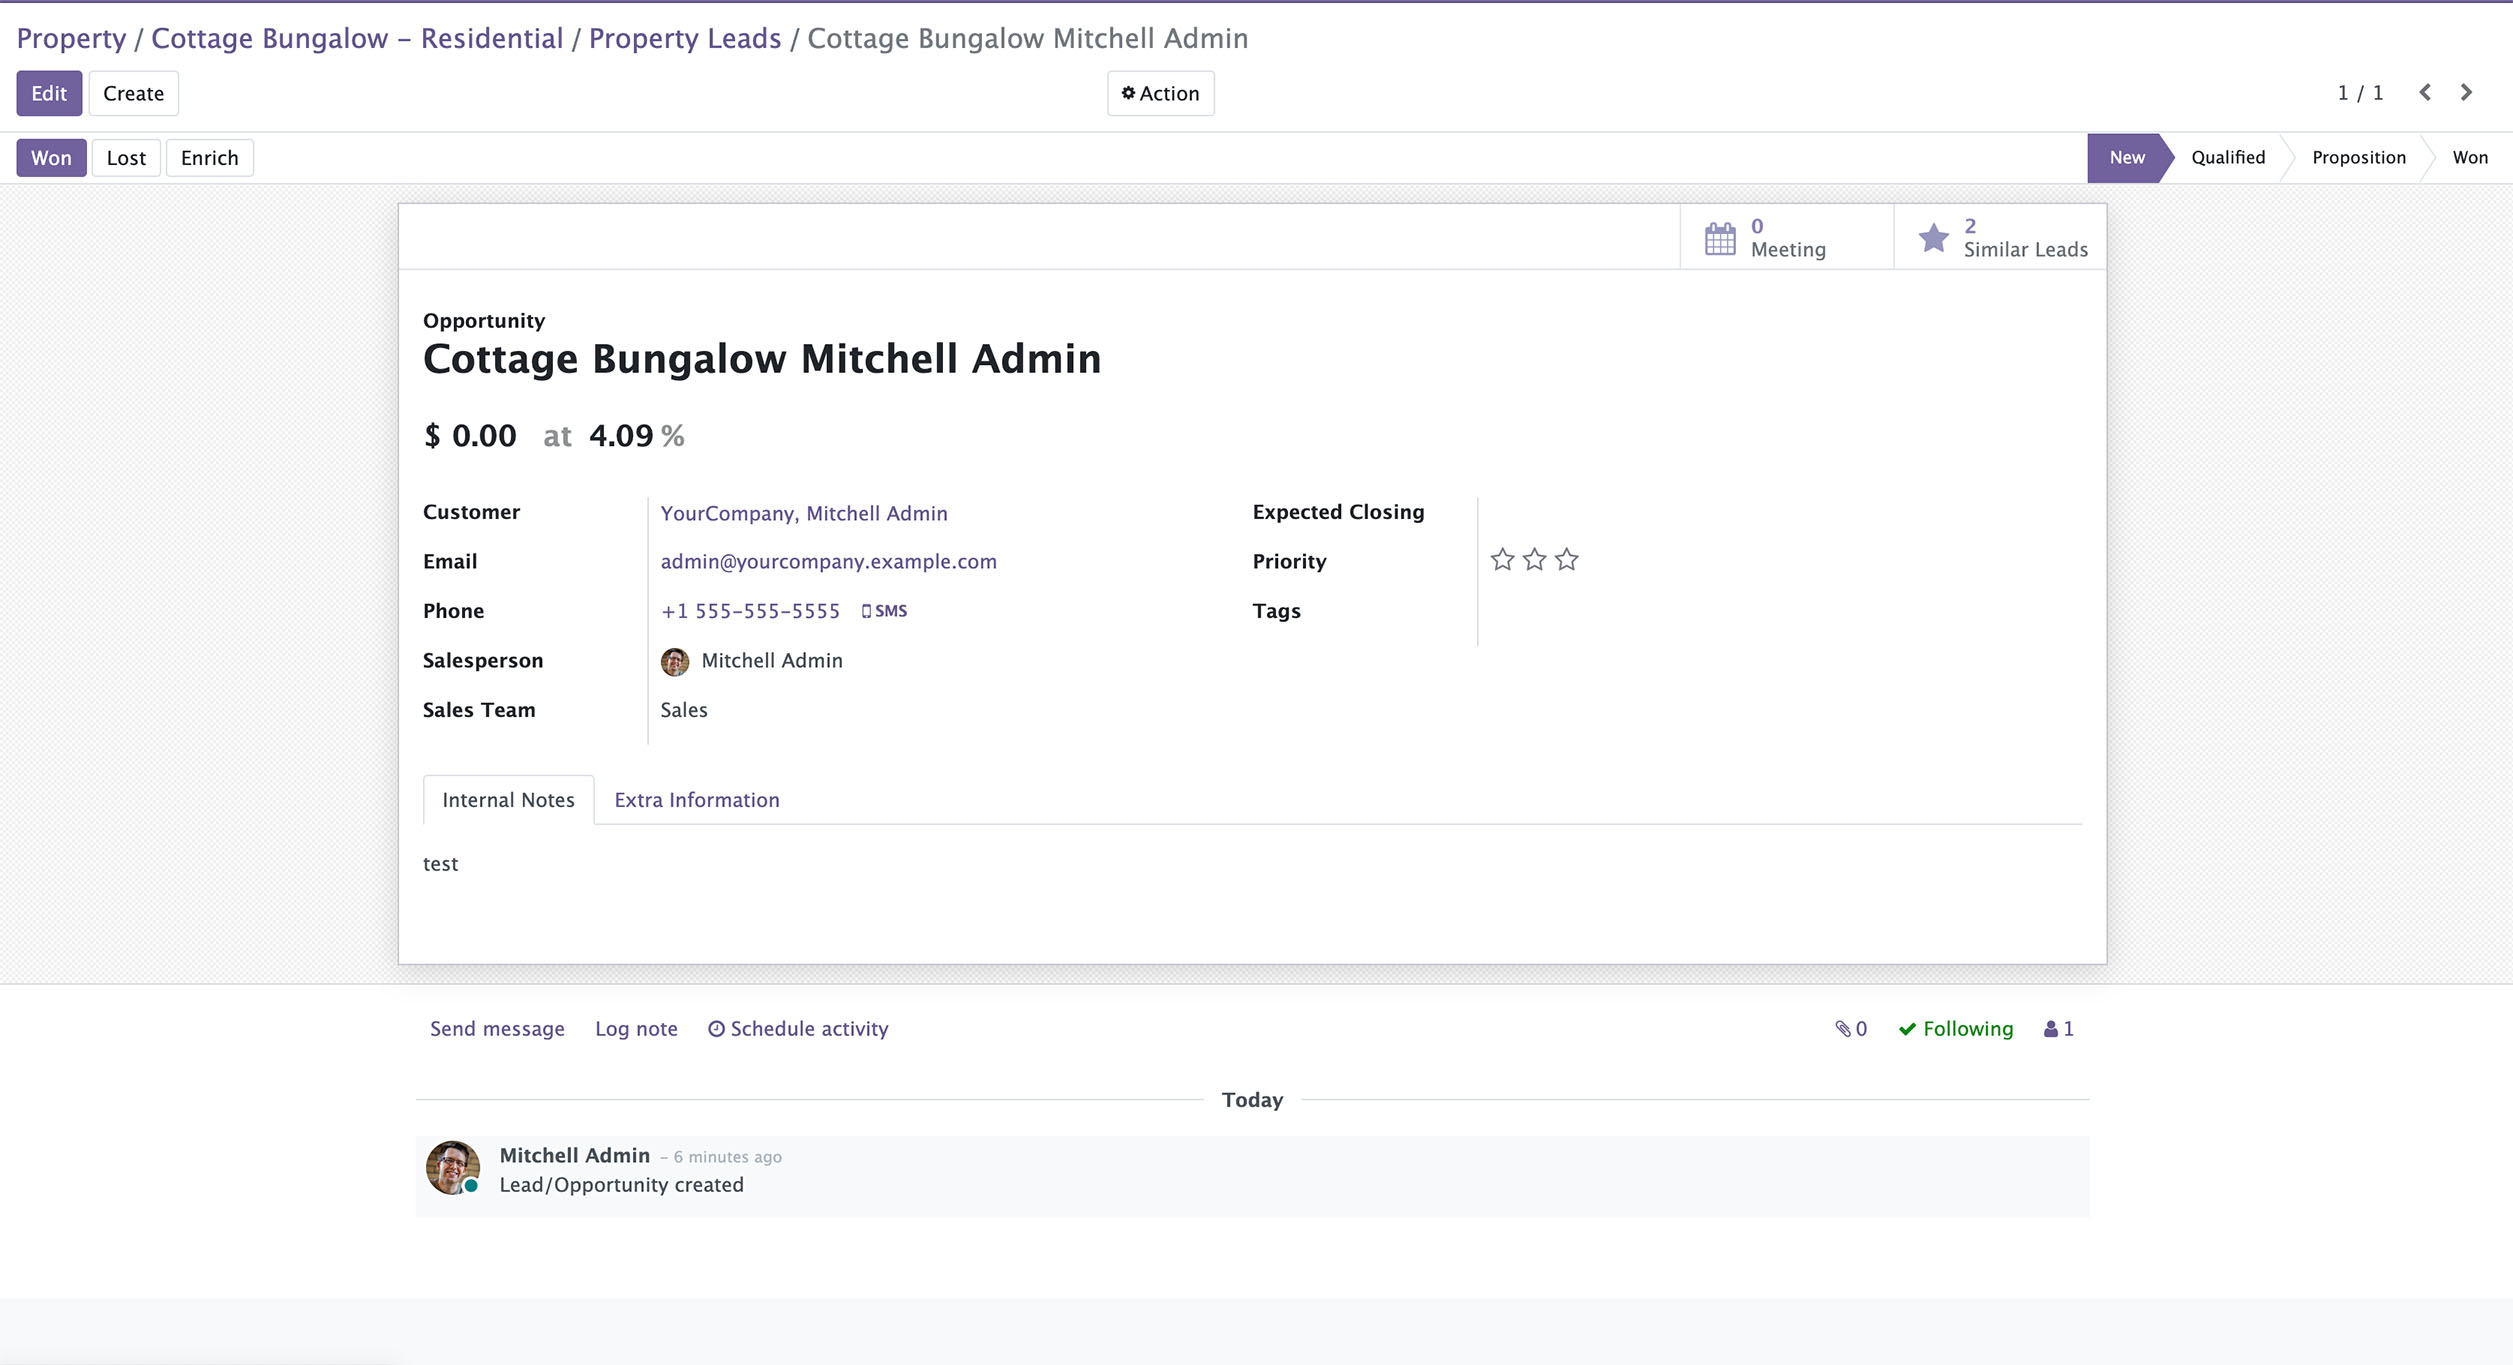 Property / Cottage Bungalow – Residential / Property Leads / Cottage Bungalow Mitchell Admin
Edit Create Action 1 / 1
Won Lost Enrich New Qualified Proposition Won
0 2
Meeting Similar Leads
Opportunity
Cottage Bungalow Mitchell Admin
$ 0.00 at 4.09 %
Customer YourCompany, Mitchell Admin Expected Closing
Email admin@yourcompany.example.com Priority
Phone +1 555-555-5555 SMS Tags
Salesperson Mitchell Admin
Sales Team Sales
Internal Notes Extra Information
test
Send message Log note Schedule activity 0 Following 1
Today
Mitchell Admin – 6 minutes ago
Lead/Opportunity created